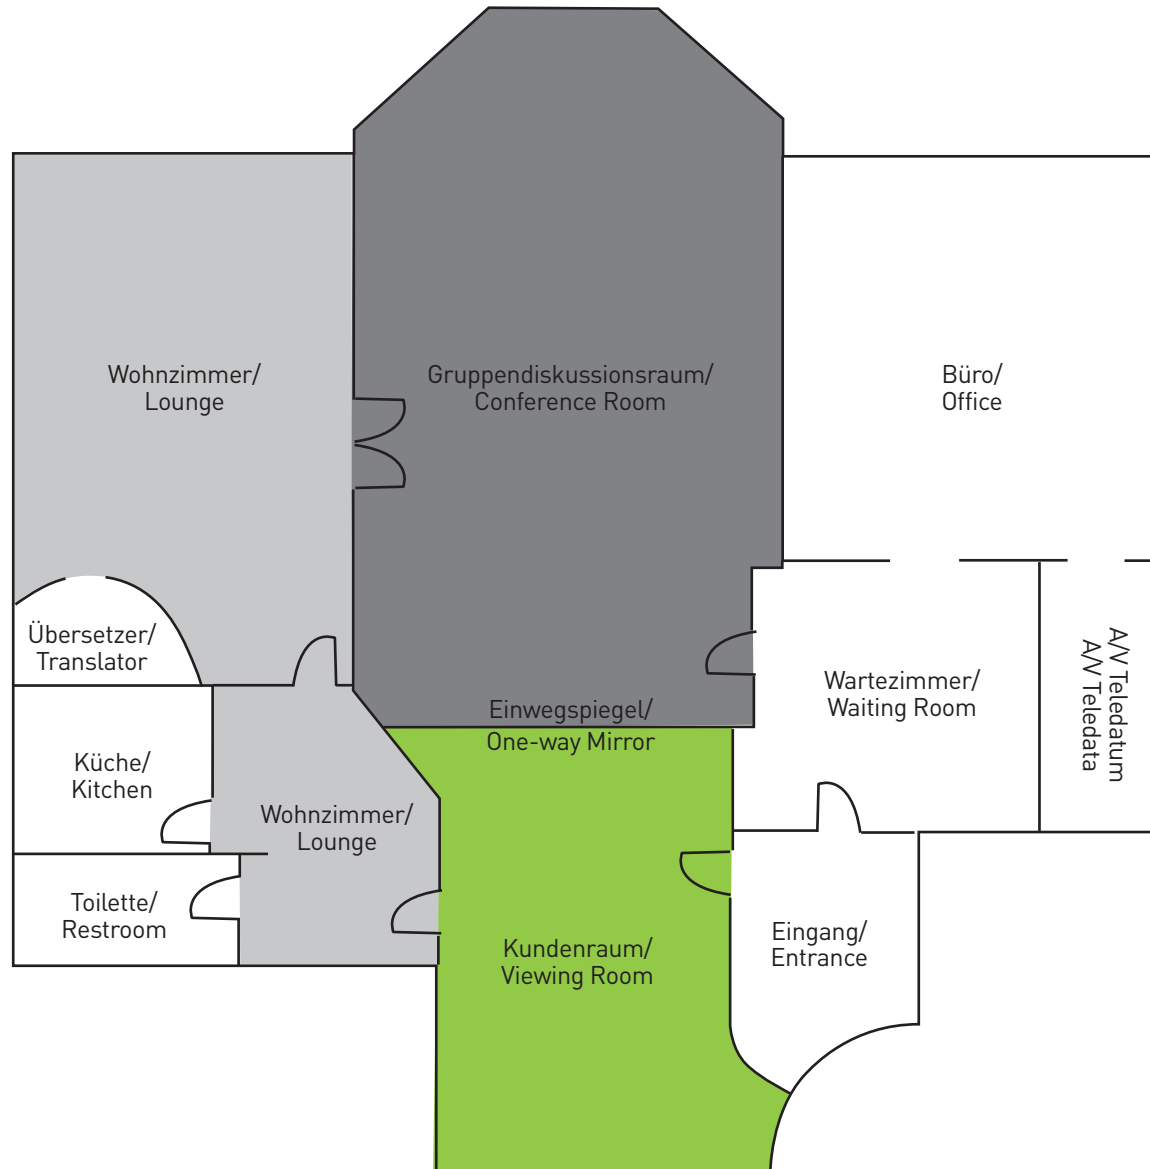 Wohnzimmer/
Lounge
Gruppendiskussionsraum/
Conference Room
Büro/
Office
Übersetzer/
Translator
Einwegspiegel/
One-way Mirror
Wartezimmer/
Waiting Room
A/V Teledatum
A/V Teledata
Küche/
Kitchen
Wohnzimmer/
Lounge
Toilette/
Restroom
Kundenraum/
Viewing Room
Eingang/
Entrance